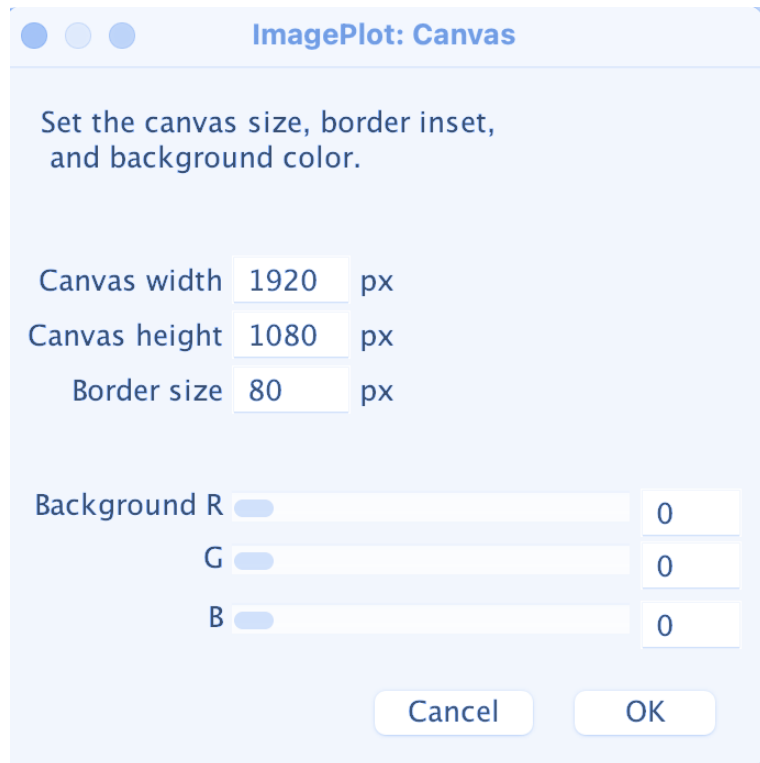 ImagePlot: Canvas
Set the canvas size, border inset,
and background color.
Canvas width 1920 px
Canvas height 1080 px
Border size 80 px
Background R 0
G 0
B 0
Cancel OK